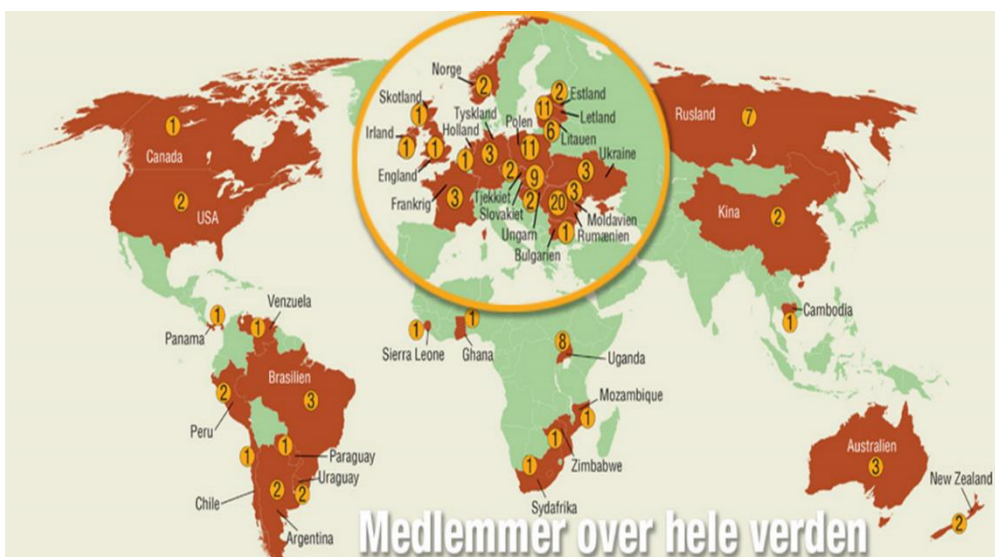 Norge
2
Skotland
1
Irland
1
England
1
Holland
1
Tyskland
3
Polen
11
2
Estland
11
Letland
6
Litauen
Ukraine
3
Frankrig
3
Tjekkiet
2
Slovakiet
9
Ungarn
2
Bulgarien
1
20
Rumænien
3
Moldavien
Rusland
7
Kina
2
Cambodia
1
Canada
1
USA
2
Panama
1
Venzuela
1
Brasilien
3
Peru
2
Paraguay
1
Uraguay
2
Chile
1
Argentina
2
Sierra Leone
1
Ghana
1
Uganda
8
Mozambique
1
Zimbabwe
1
Sydafrika
1
Australien
3
New Zealand
2
Medlemmer over hele verden